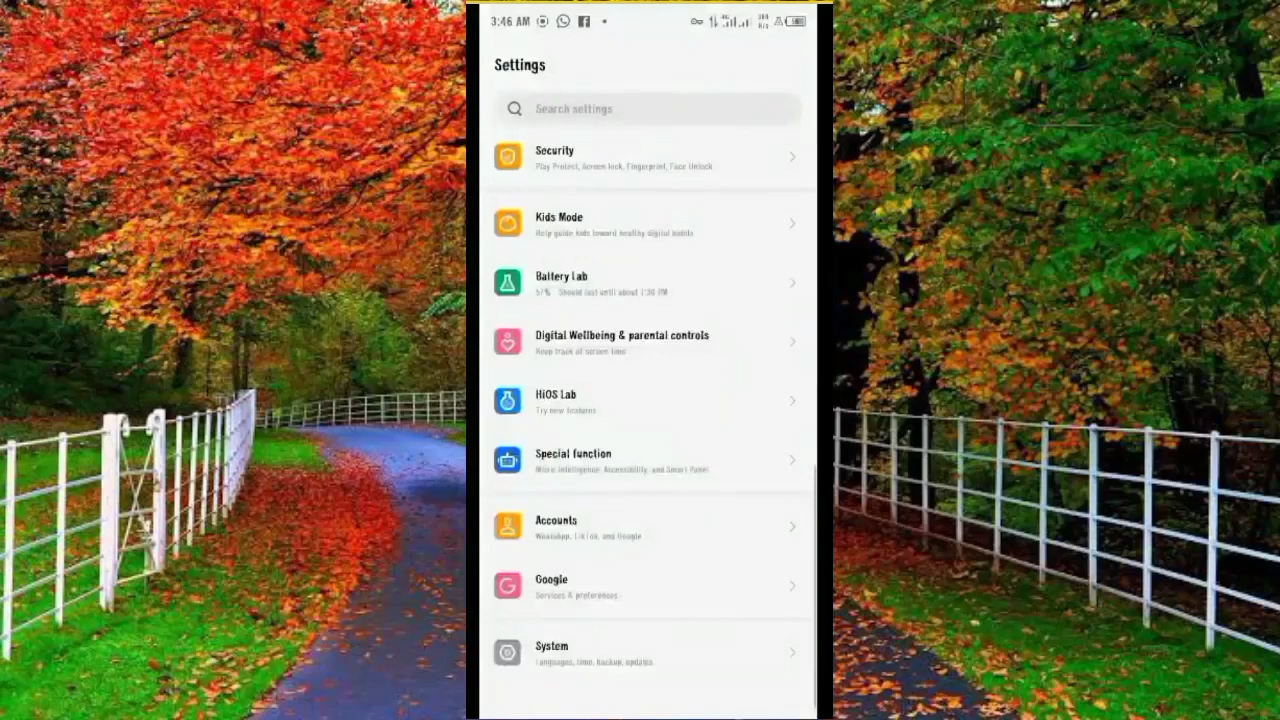 3:46 AM
Settings
Search settings
Security
Play Protect, Screen lock, Fingerprint, Face Unlock
Kids Mode
Help guide kids toward healthy digital habits
Battery Lab
57% Should last until about 1:30 PM
Digital Wellbeing & parental controls
Keep track of screen time
HiOS Lab
Try new features
Special function
Micro Intelligence, Accessibility, and Smart Panel
Accounts
WhatsApp, TikTok, and Google
Google
Services & preferences
System
Languages, time, backup, updates